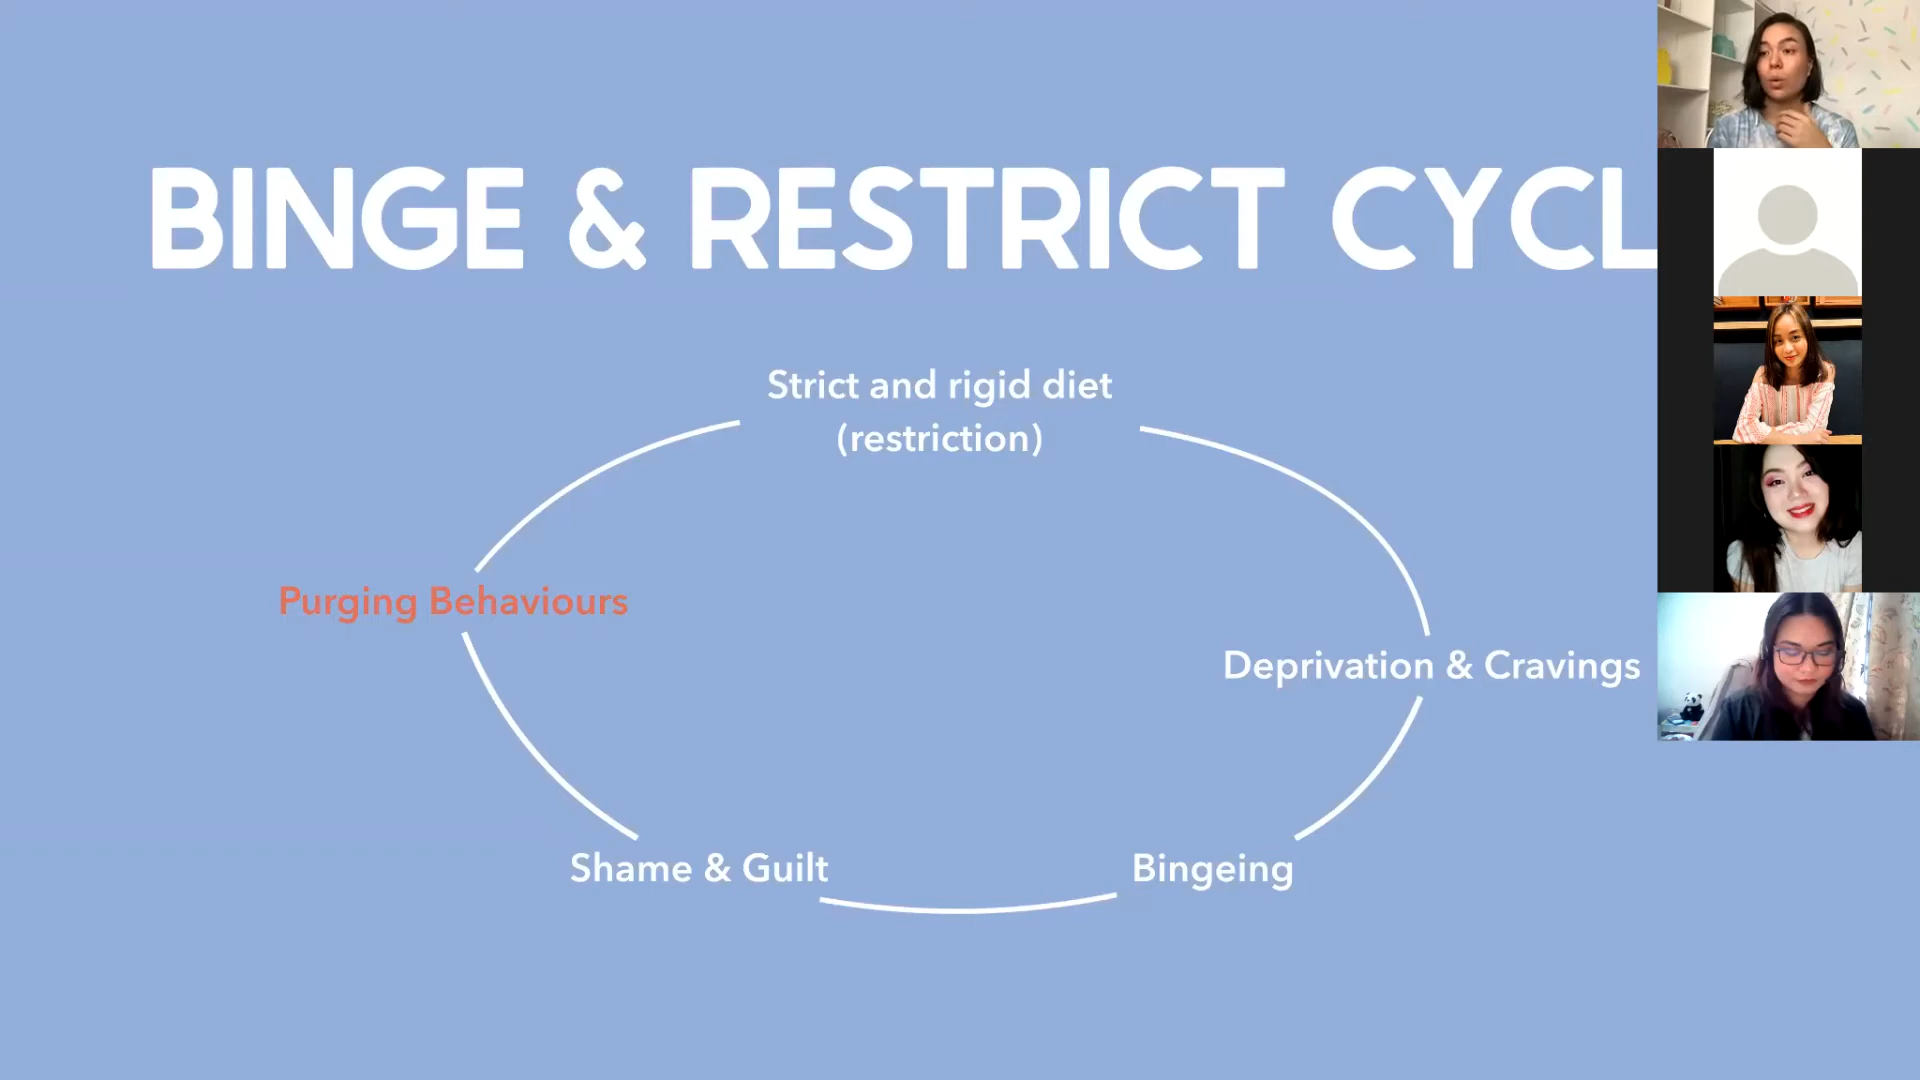 BINGE & RESTRICT CYCL
Strict and rigid diet
(restriction)
Purging Behaviours
Deprivation & Cravings
Shame & Guilt
Bingeing